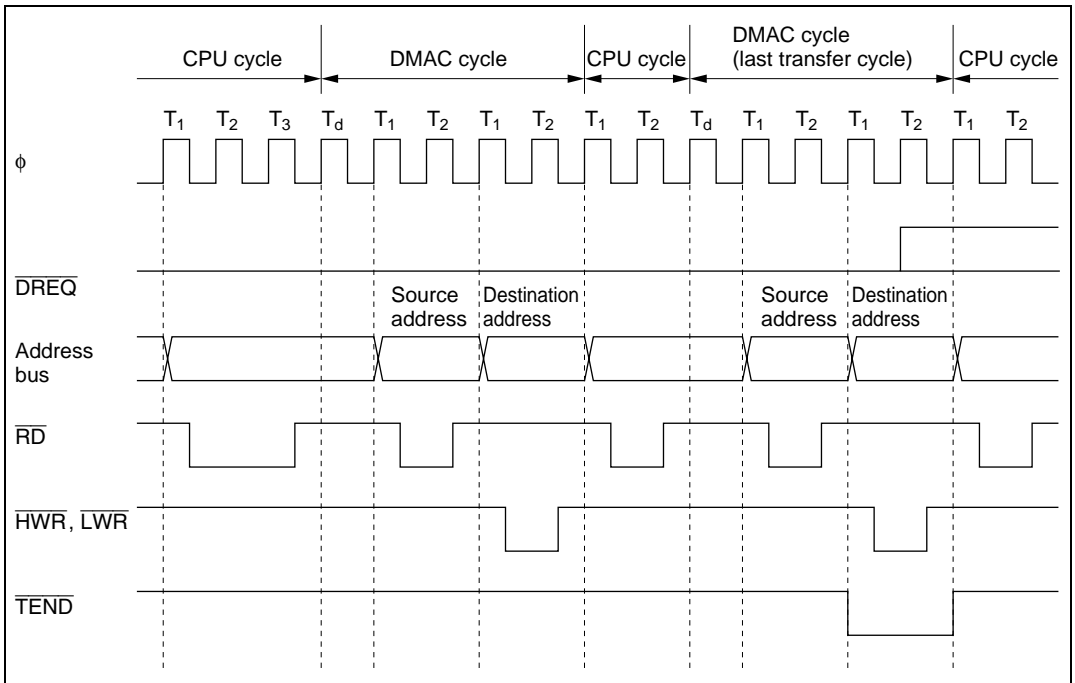 DMAC cycle
(last transfer cycle)
CPU cycle DMAC cycle CPU cycle CPU cycle
T1 T2 T3 Td T1 T2 T1 T2 T1 T2 Td T1 T2 T1 T2 T1 T2
ϕ
DREQ
Source address Destination address Source address Destination address
Address
bus
RD
HWR, LWR
TEND